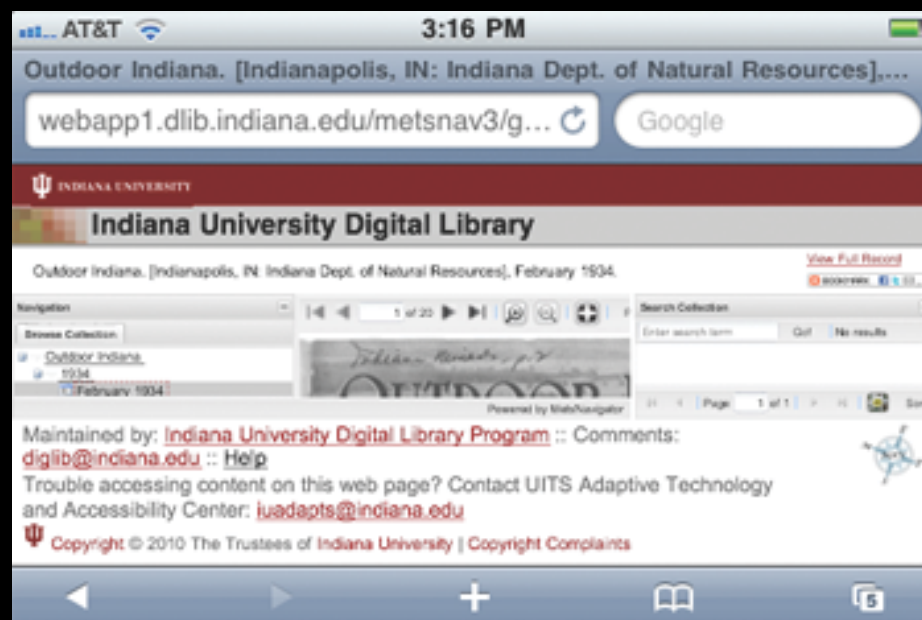 AT&T 3:16 PM
Outdoor Indiana. [Indianapolis, IN: Indiana Dept. of Natural Resources],...
webapp1.dlib.indiana.edu/metsnav3/g... Google
INDIANA UNIVERSITY
Indiana University Digital Library
Outdoor Indiana. [Indianapolis, IN: Indiana Dept. of Natural Resources], February 1934.
View Full Record
BOOKMARK
Navigation
Browse Collection
Outdoor Indiana
1934
February 1934
1 of 20
Indiana Revieds, p. 2
OUTDOOR
Powered by MetsNavigator
Search Collection
Enter search term Go! No results
Page 1 of 1
Maintained by: Indiana University Digital Library Program :: Comments:
diglib@indiana.edu :: Help
Trouble accessing content on this web page? Contact UITS Adaptive Technology
and Accessibility Center: iuadapts@indiana.edu
Copyright © 2010 The Trustees of Indiana University | Copyright Complaints
5